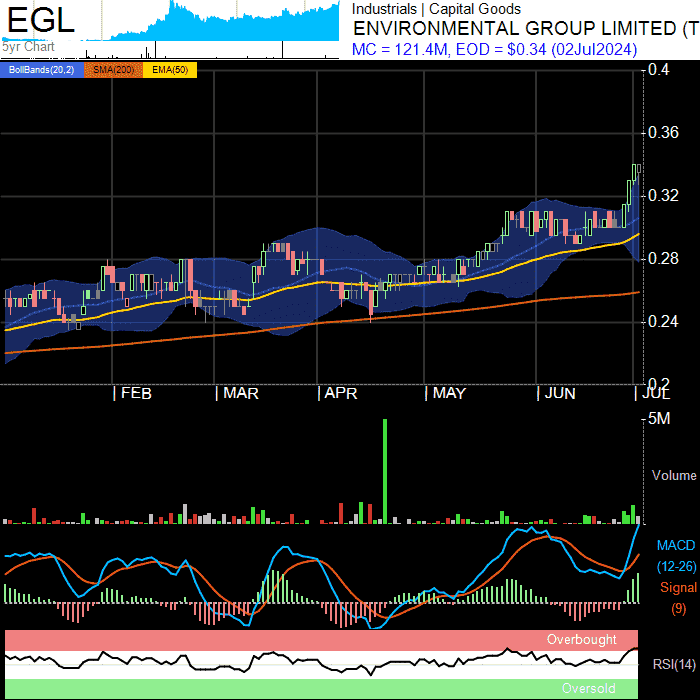 EGL
5yr Chart
Industrials | Capital Goods
ENVIRONMENTAL GROUP LIMITED (T
MC = 121.4M, EOD = $0.34 (02Jul2024)
BollBands(20,2) SMA(200) EMA(50)
0.4
0.36
0.32
0.28
0.24
0.2
FEB MAR APR MAY JUN JUL
5M
Volume
MACD
(12-26)
Signal
(9)
Overbought
RSI(14)
Oversold